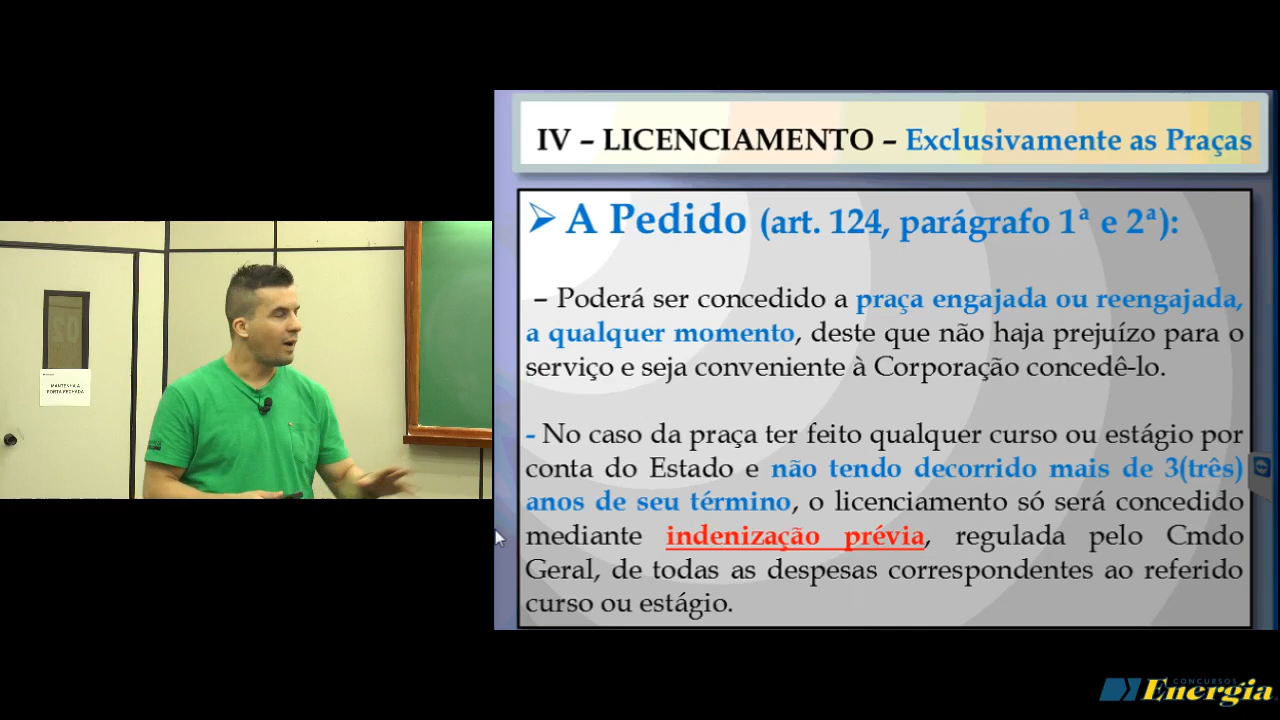 IV – LICENCIAMENTO – Exclusivamente as Praças
➢ A Pedido (art. 124, parágrafo 1ª e 2ª):
– Poderá ser concedido a praça engajada ou reengajada,
a qualquer momento, deste que não haja prejuízo para o
serviço e seja conveniente à Corporação concedê-lo.
- No caso da praça ter feito qualquer curso ou estágio por
conta do Estado e não tendo decorrido mais de 3(três)
anos de seu término, o licenciamento só será concedido
mediante indenização prévia, regulada pelo Cmdo
Geral, de todas as despesas correspondentes ao referido
curso ou estágio.
MANTENHA A
PORTA FECHADA
CONCURSOS
Energia